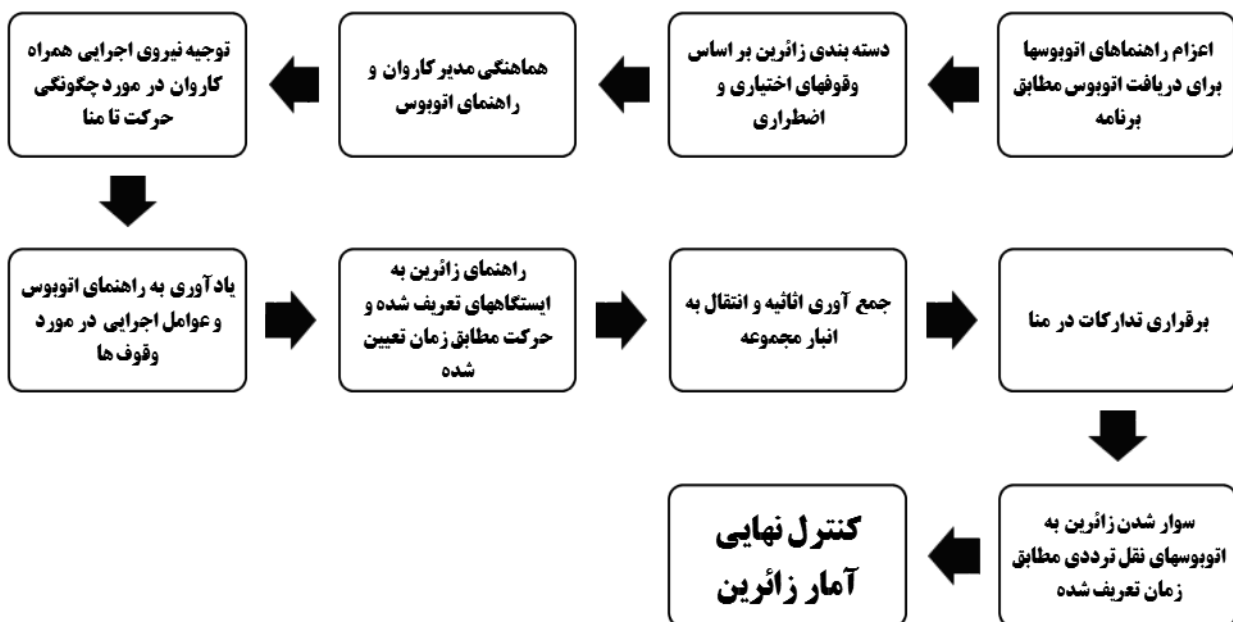 اعزام راهنماهای اتوبوسها
برای دریافت اتوبوس مطابق
برنامه
دسته بندی زائرین بر اساس
وقوفهای اختیاری و
اضطراری
هماهنگی مدیر کاروان و
راهنمای اتوبوس
توجیه نیروی اجرایی همراه
کاروان در مورد چگونگی
حرکت تا منا
یادآوری به راهنمای اتوبوس
و عوامل اجرایی در مورد
وقوف ها
راهنمای زائرین به
ایستگاههای تعریف شده و
حرکت مطابق زمان تعیین
شده
جمع آوری اثاثیه و انتقال به
انبار مجموعه
برقراری تدارکات در منا
سوار شدن زائرین به
اتوبوسهای نقل ترددی مطابق
زمان تعریف شده
کنترل نهایی
آمار زائرین